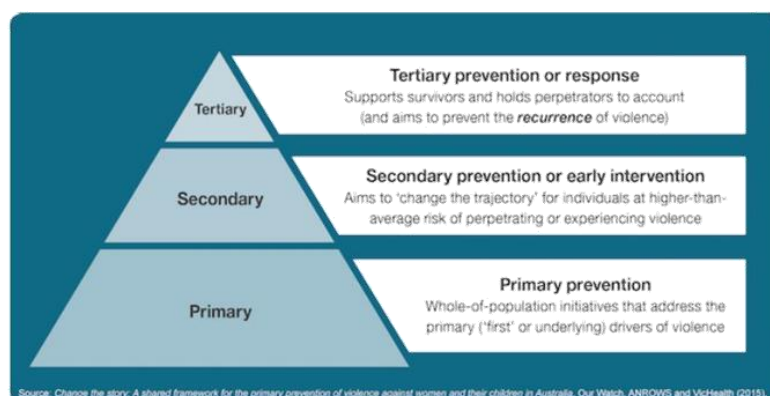 Tertiary
Tertiary prevention or response
Supports survivors and holds perpetrators to account
(and aims to prevent the recurrence of violence)
Secondary
Secondary prevention or early intervention
Aims to ‘change the trajectory’ for individuals at higher-than-
average risk of perpetrating or experiencing violence
Primary
Primary prevention
Whole-of-population initiatives that address the
primary (‘first’ or underlying) drivers of violence
Source: Change the story: A shared framework for the primary prevention of violence against women and their children in Australia, Our Watch, ANROWS and VicHealth (2015)